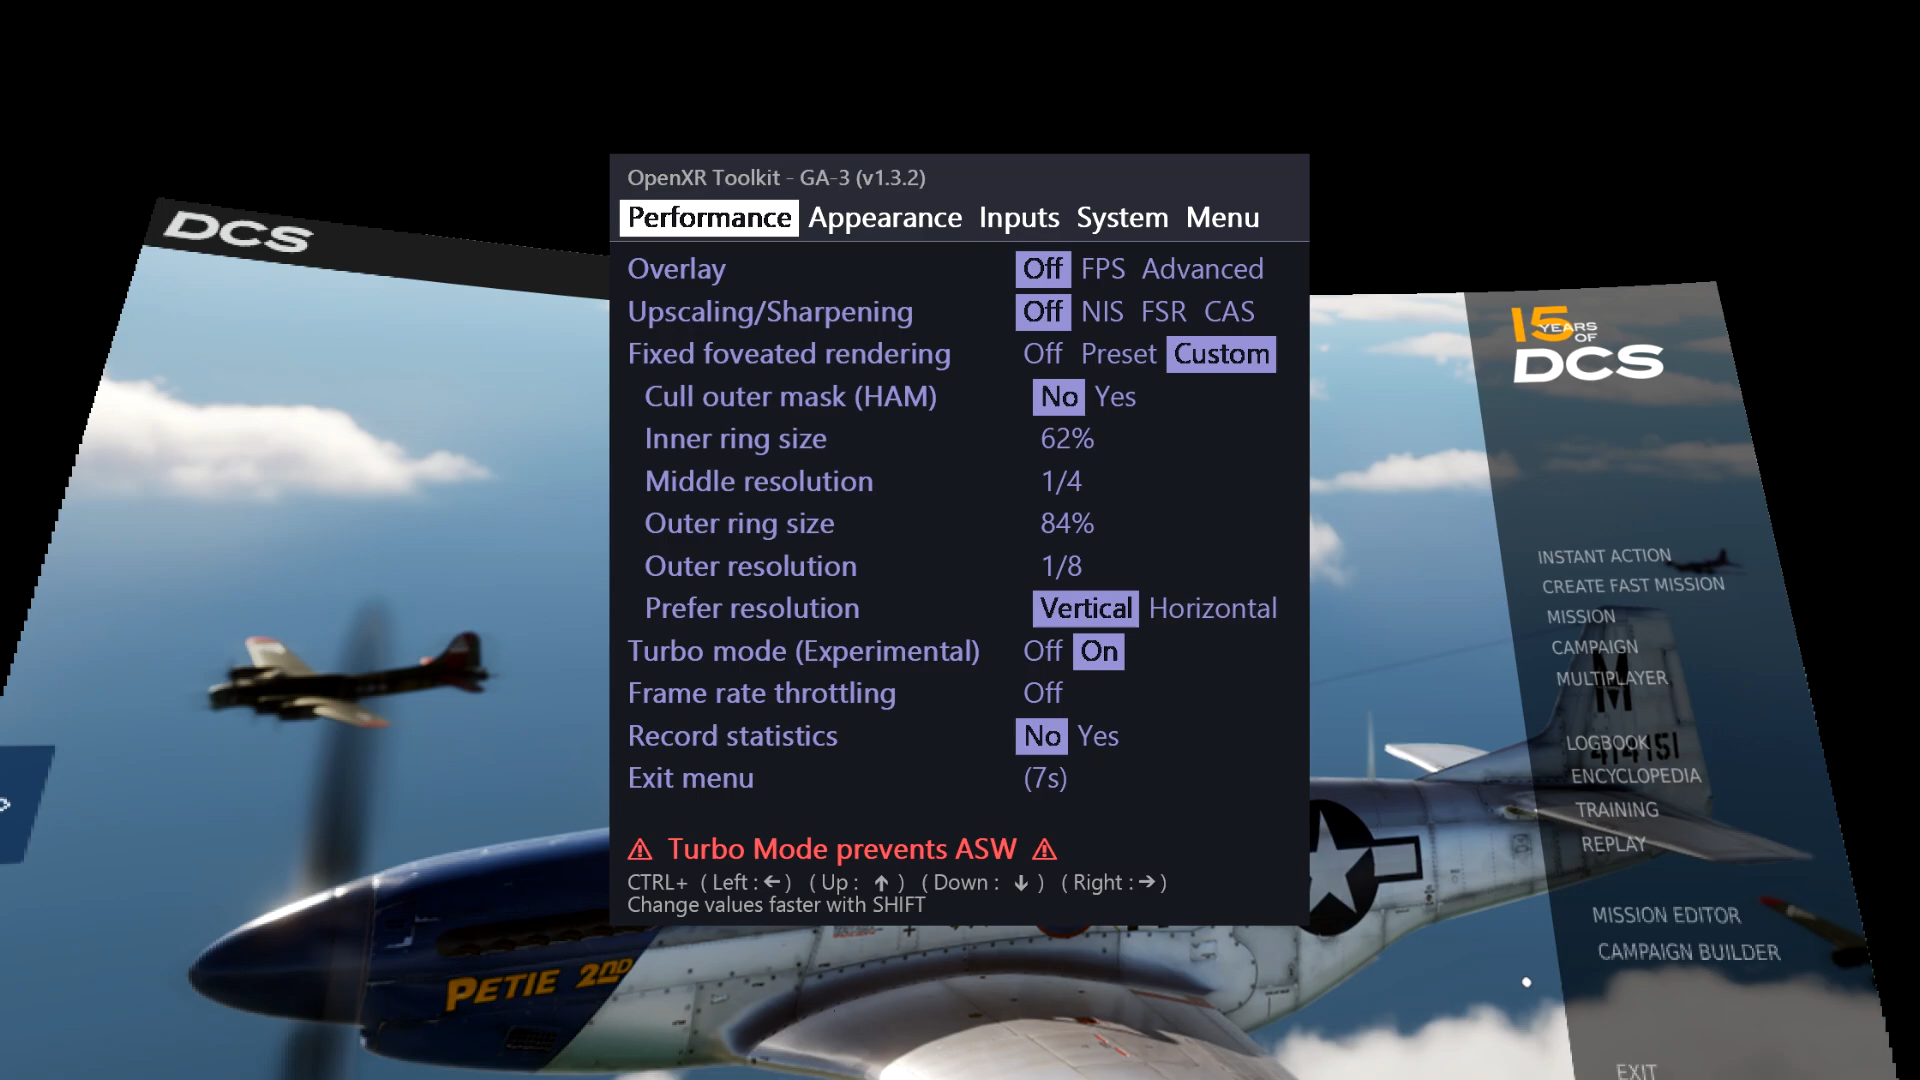 OpenXR Toolkit - GA-3 (v1.3.2)
Performance Appearance Inputs System Menu
Overlay Off FPS Advanced
Upscaling/Sharpening Off NIS FSR CAS
Fixed foveated rendering Off Preset Custom
Cull outer mask (HAM) No Yes
Inner ring size 62%
Middle resolution 1/4
Outer ring size 84%
Outer resolution 1/8
Prefer resolution Vertical Horizontal
Turbo mode (Experimental) Off On
Frame rate throttling Off
Record statistics No Yes
Exit menu (7s)
⚠ Turbo Mode prevents ASW ⚠
CTRL+ (Left : ←) (Up : ↑) (Down : ↓) (Right : →)
Change values faster with SHIFT
DCS
15 YEARS OF
DCS
INSTANT ACTION
CREATE FAST MISSION
MISSION
CAMPAIGN
MULTIPLAYER
LOGBOOK
ENCYCLOPEDIA
TRAINING
REPLAY
MISSION EDITOR
CAMPAIGN BUILDER
EXIT
M
414151
PETIE 2ND